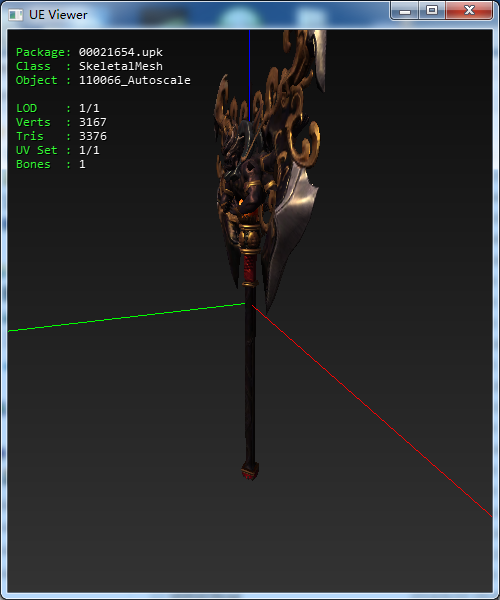 UE Viewer
Package: 00021654.upk
Class : SkeletalMesh
Object : 110066_Autoscale
LOD : 1/1
Verts : 3167
Tris : 3376
UV Set : 1/1
Bones : 1